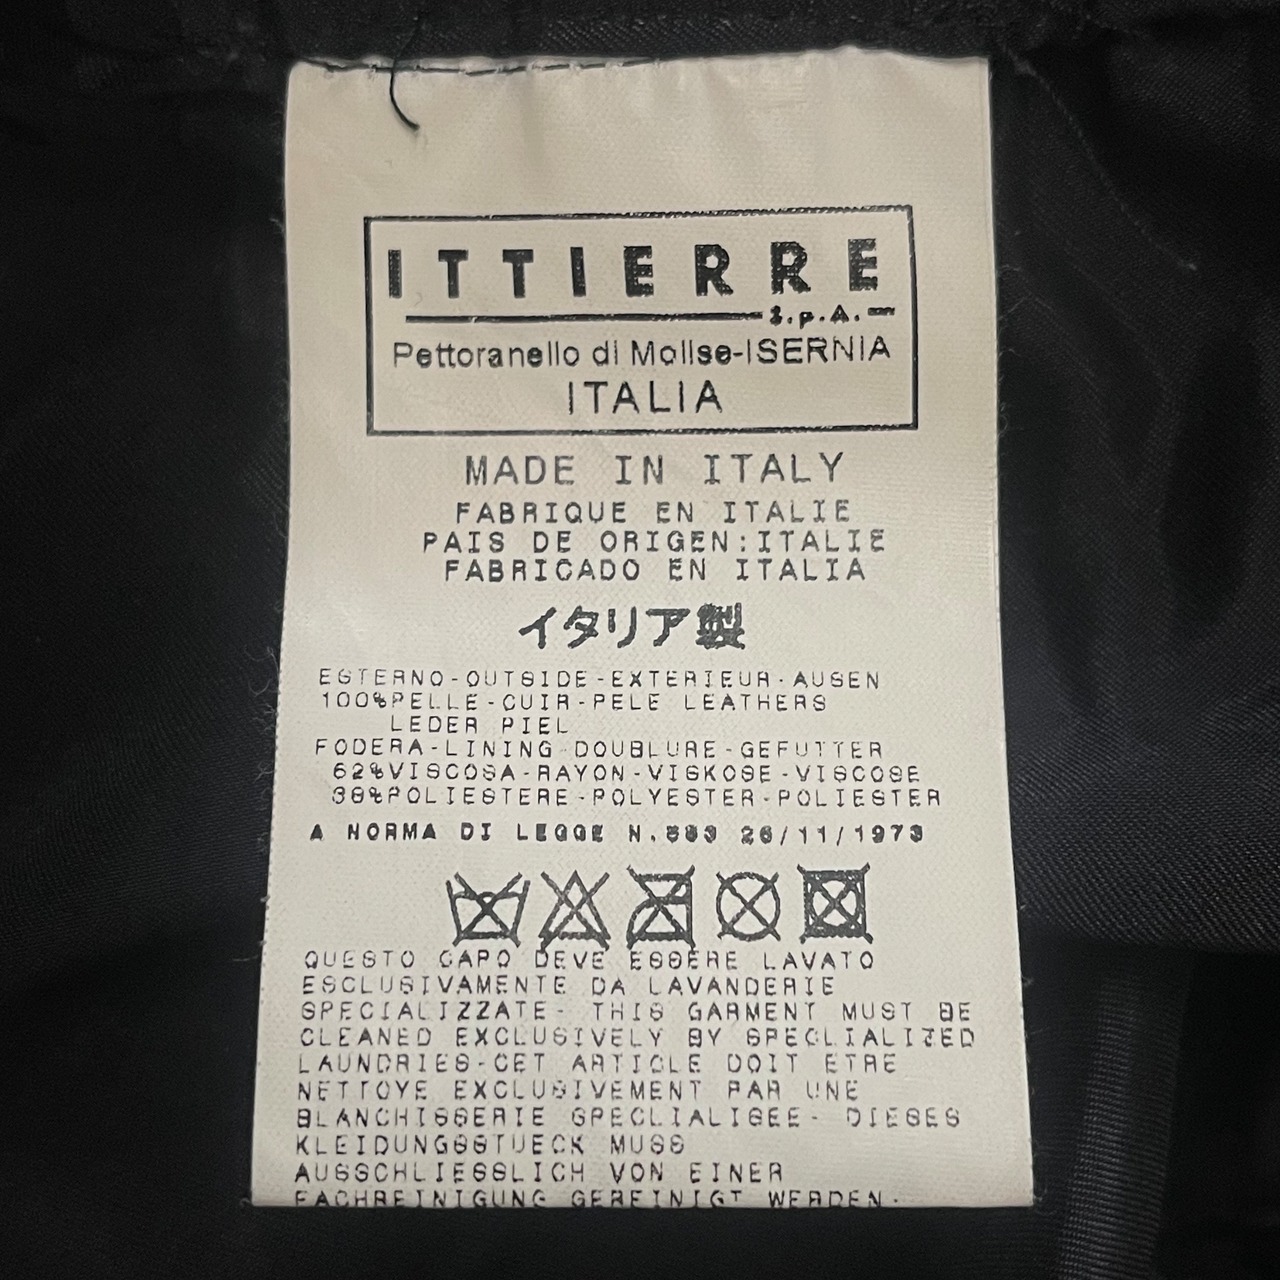 ITTIERRE
S.p.A.
Pettoranello di Molise-ISERNIA
ITALIA
MADE IN ITALY
FABRIQUE EN ITALIE
PAIS DE ORIGEN:ITALIE
FABRICADO EN ITALIA
イタリア製
ESTERNO-OUTSIDE-EXTERIEUR-AUSEN
100%PELLE-CUIR-PELE LEATHERS
LEDER PIEL
FODERA-LINING-DOUBLURE-GEFUTTER
62%VISCOSA-RAYON-VISKOSE-VISCOSE
38%POLIESTERE-POLYESTER-POLIESTER
A NORMA DI LEGGE N.883 26/11/1973
QUESTO CAPO DEVE ESSERE LAVATO
ESCLUSIVAMENTE DA LAVANDERIE
SPECIALIZZATE- THIS GARMENT MUST BE
CLEANED EXCLUSIVELY BY SPECLIALIZED
LAUNDRIES-CET ARTICLE DOIT ETRE
NETTOYE EXCLUSIVEMENT PAR UNE
BLANCHISSERIE SPECLIALISEE- DIESES
KLEIDUNGSSTUECK MUSS
AUSSCHLIESSLICH VON EINER
FACHREINIGUNG GEREINIGT WERDEN.